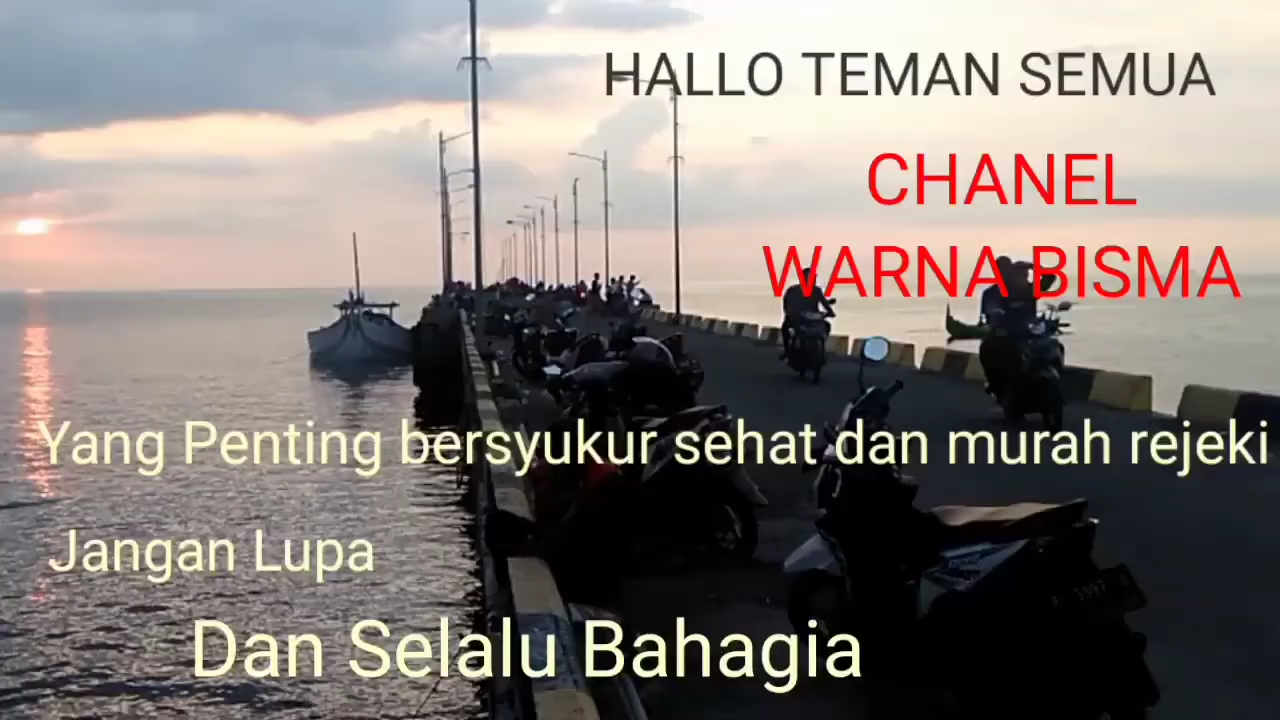 HALLO TEMAN SEMUA
CHANEL
WARNA BISMA
Yang Penting bersyukur sehat dan murah rejeki
Jangan Lupa
Dan Selalu Bahagia